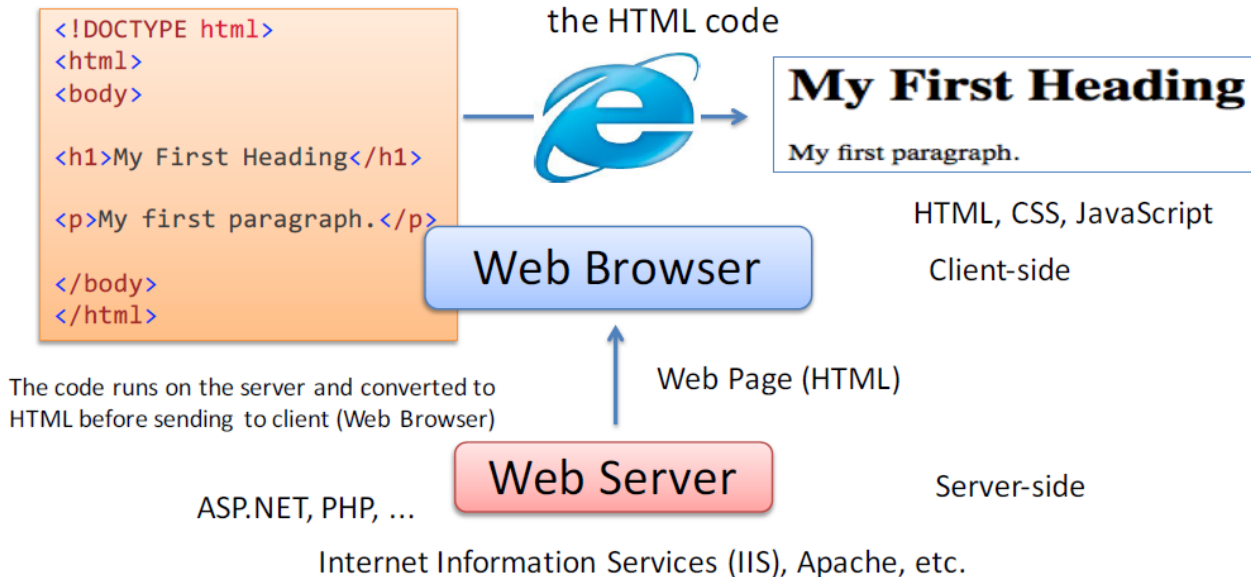 <!DOCTYPE html>
<html>
<body>
<h1>My First Heading</h1>
<p>My first paragraph.</p>
</body>
</html>
the HTML code
My First Heading
My first paragraph.
HTML, CSS, JavaScript
Web Browser
Client-side
The code runs on the server and converted to
HTML before sending to client (Web Browser)
Web Page (HTML)
Web Server
Server-side
ASP.NET, PHP, ...
Internet Information Services (IIS), Apache, etc.